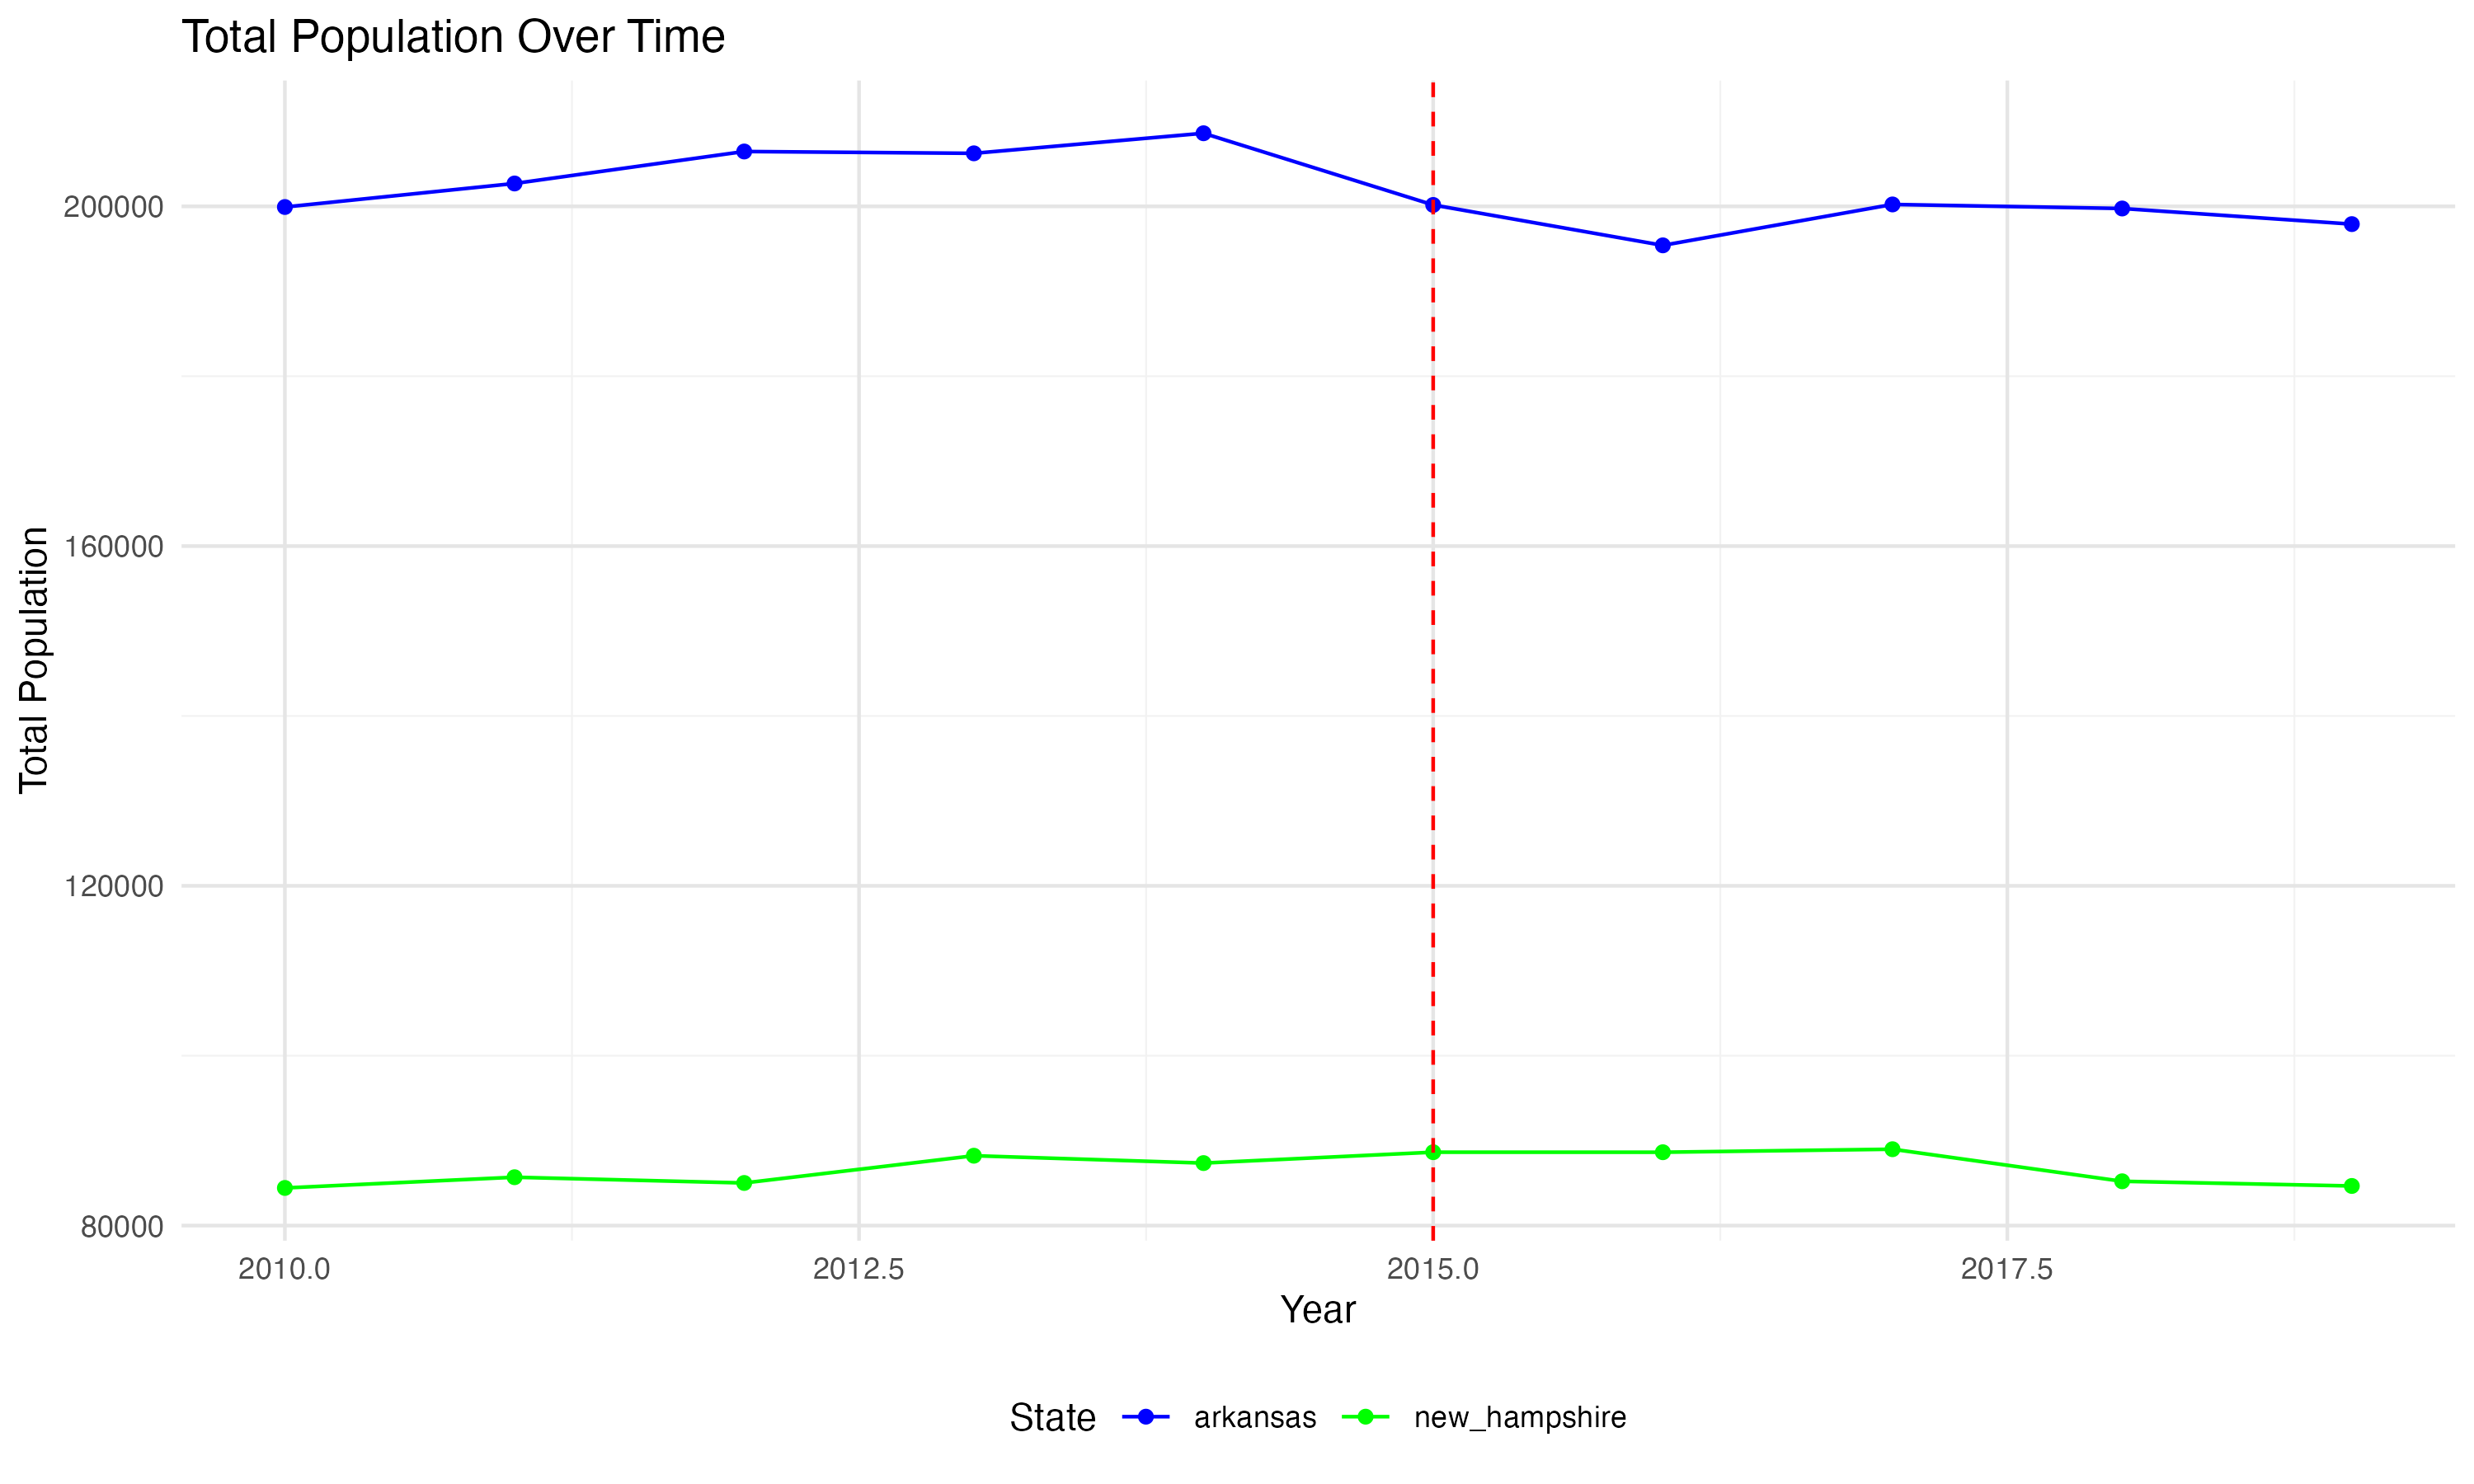 Total Population Over Time
Total Population
200000
160000
120000
80000
2010.0 2012.5 2015.0 2017.5
Year
State arkansas new_hampshire